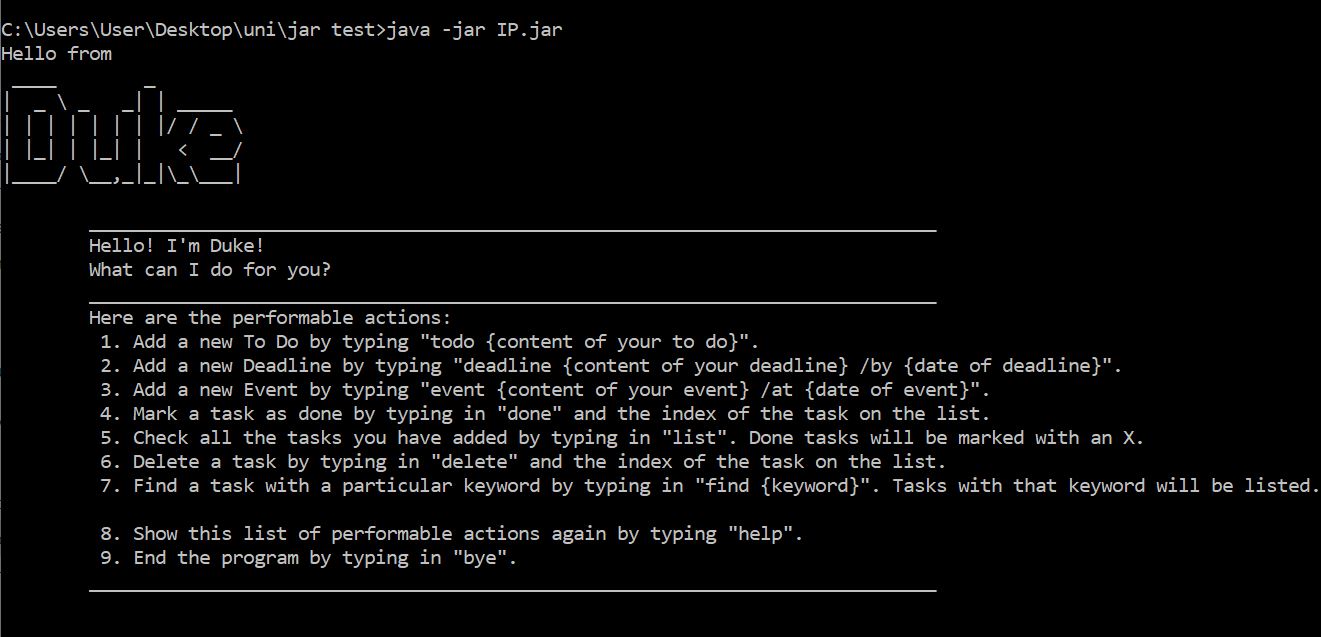 C:\Users\User\Desktop\uni\jar test>java -jar IP.jar
Hello from
 ____        _
|  _ \ _   _| | _____
| | | | | | | |/ / _ \
| |_| | |_| |   <  __/
|____/ \__,_|_|\_\___|
Hello! I'm Duke!
What can I do for you?
Here are the performable actions:
1. Add a new To Do by typing "todo {content of your to do}".
2. Add a new Deadline by typing "deadline {content of your deadline} /by {date of deadline}".
3. Add a new Event by typing "event {content of your event} /at {date of event}".
4. Mark a task as done by typing in "done" and the index of the task on the list.
5. Check all the tasks you have added by typing in "list". Done tasks will be marked with an X.
6. Delete a task by typing in "delete" and the index of the task on the list.
7. Find a task with a particular keyword by typing in "find {keyword}". Tasks with that keyword will be listed.
8. Show this list of performable actions again by typing "help".
9. End the program by typing in "bye".